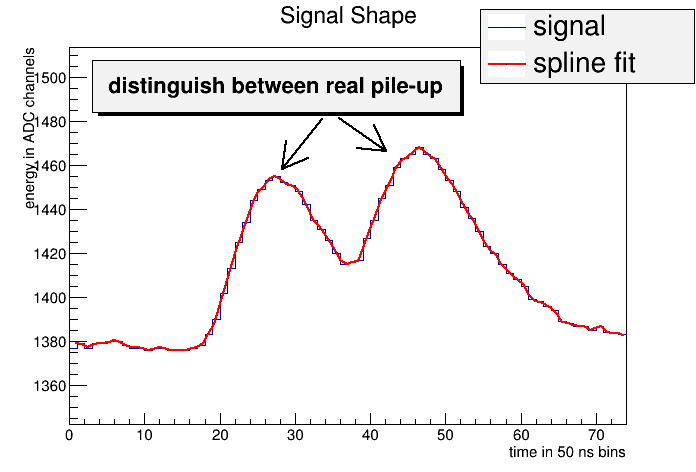 Signal Shape
signal
spline fit
distinguish between real pile-up
energy in ADC channels
1500
1480
1460
1440
1420
1400
1380
1360
0 10 20 30 40 50 60 70
time in 50 ns bins